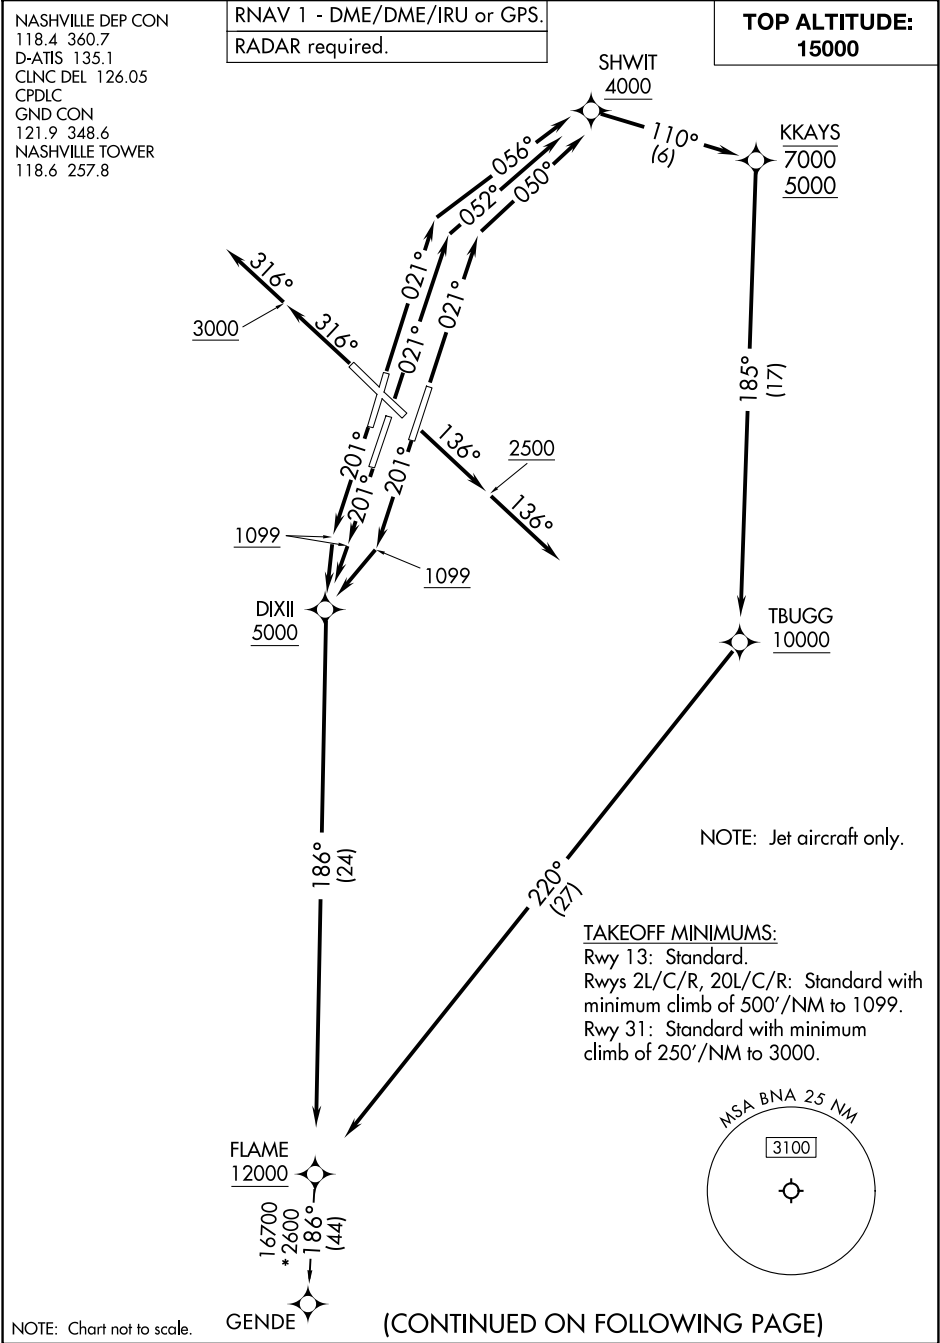 NASHVILLE DEP CON
118.4 360.7
D-ATIS 135.1
CLNC DEL 126.05
CPDLC
GND CON
121.9 348.6
NASHVILLE TOWER
118.6 257.8
RNAV 1 - DME/DME/IRU or GPS.
RADAR required.
TOP ALTITUDE:
15000
SHWIT
4000
110°
(6)
KKAYS
7000
5000
056°
052°
050°
021°
021°
021°
316°
3000
316°
185°
(17)
136°
2500
136°
201°
201°
201°
1099
1099
DIXII
5000
TBUGG
10000
186°
(24)
NOTE: Jet aircraft only.
220°
(27)
TAKEOFF MINIMUMS:
Rwy 13: Standard.
Rwys 2L/C/R, 20L/C/R: Standard with
minimum climb of 500'/NM to 1099.
Rwy 31: Standard with minimum
climb of 250'/NM to 3000.
MSA BNA 25 NM
3100
FLAME
12000
16700
*2600
186°
(44)
GENDE
NOTE: Chart not to scale.
(CONTINUED ON FOLLOWING PAGE)